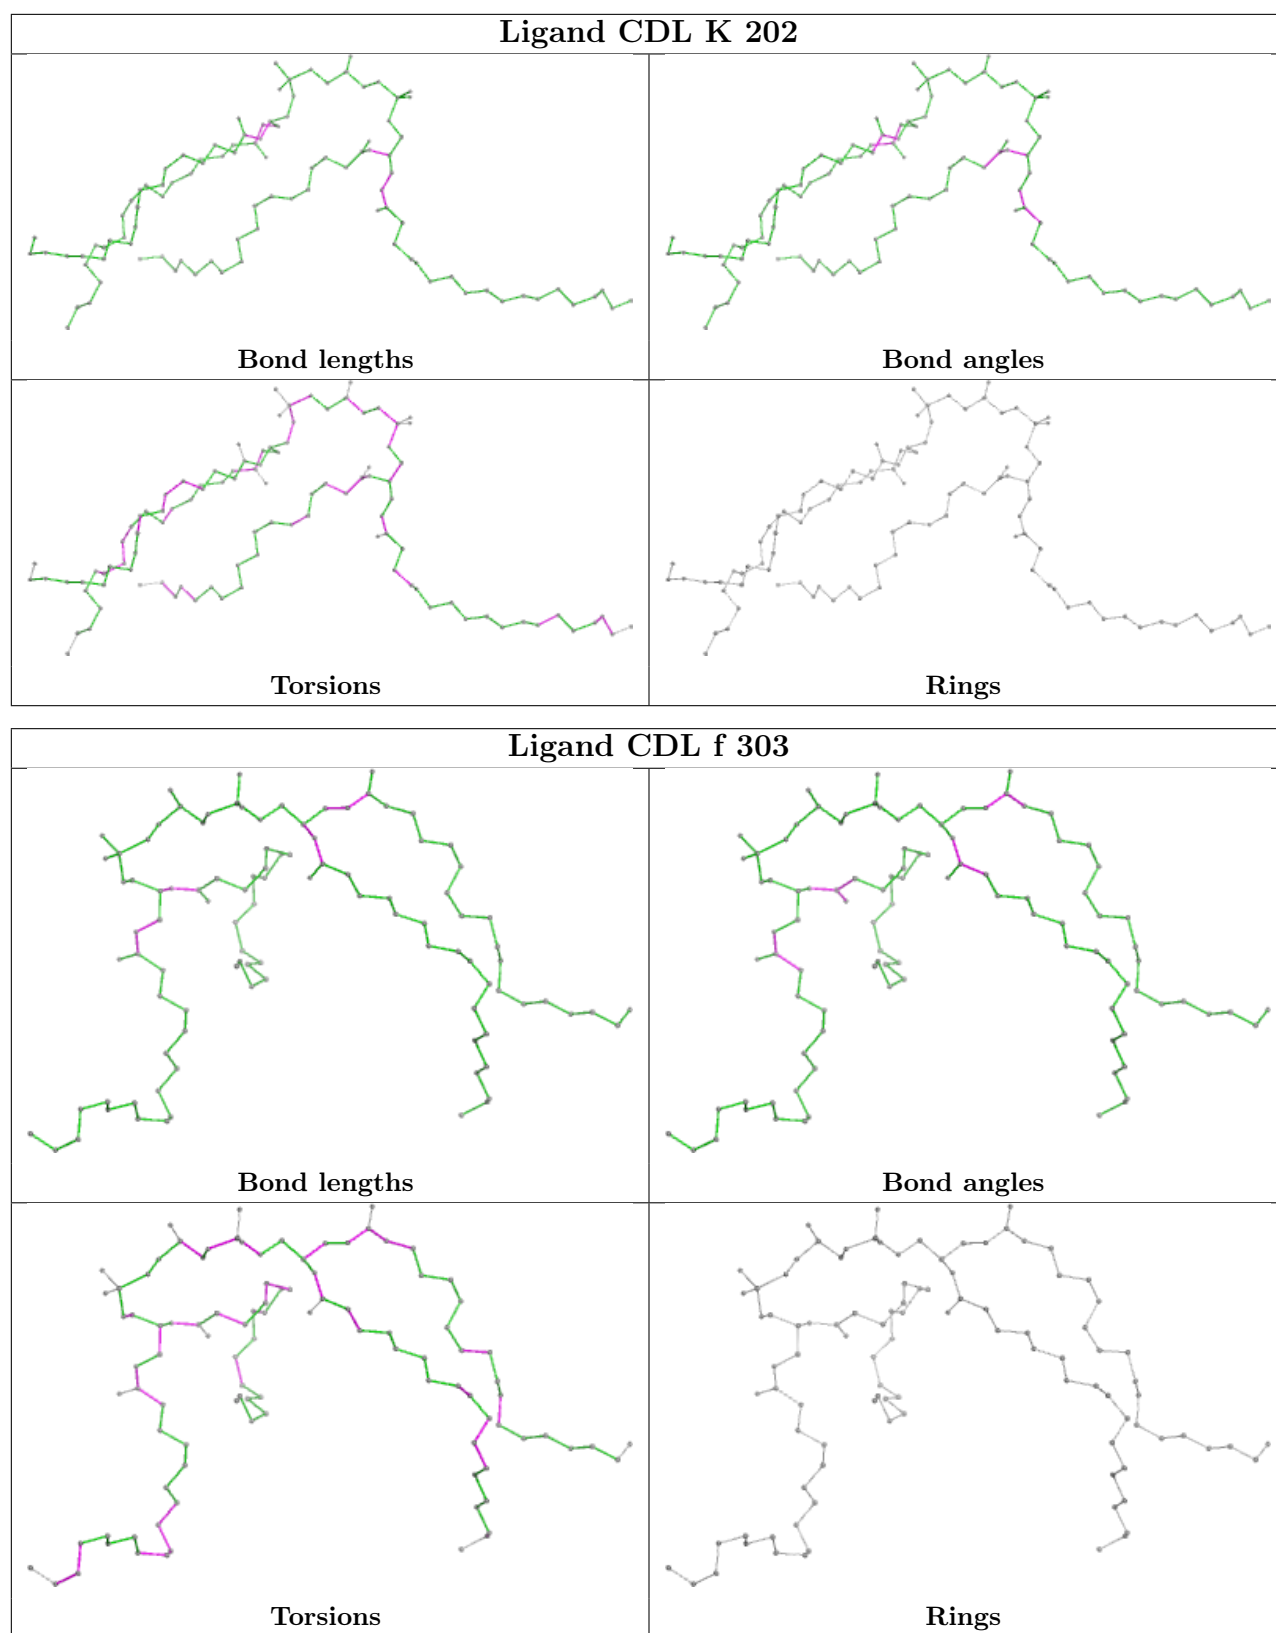 Ligand CDL K 202
Bond lengths
Bond angles
Torsions
Rings
Ligand CDL f 303
Bond lengths
Bond angles
Torsions
Rings